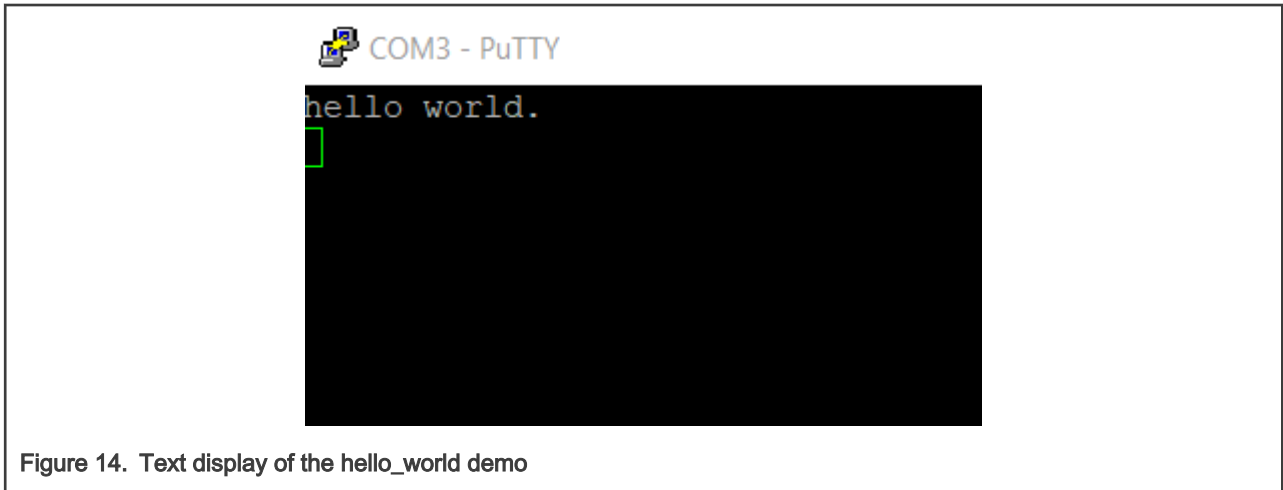 COM3 - PuTTY
hello world.
Figure 14. Text display of the hello_world demo